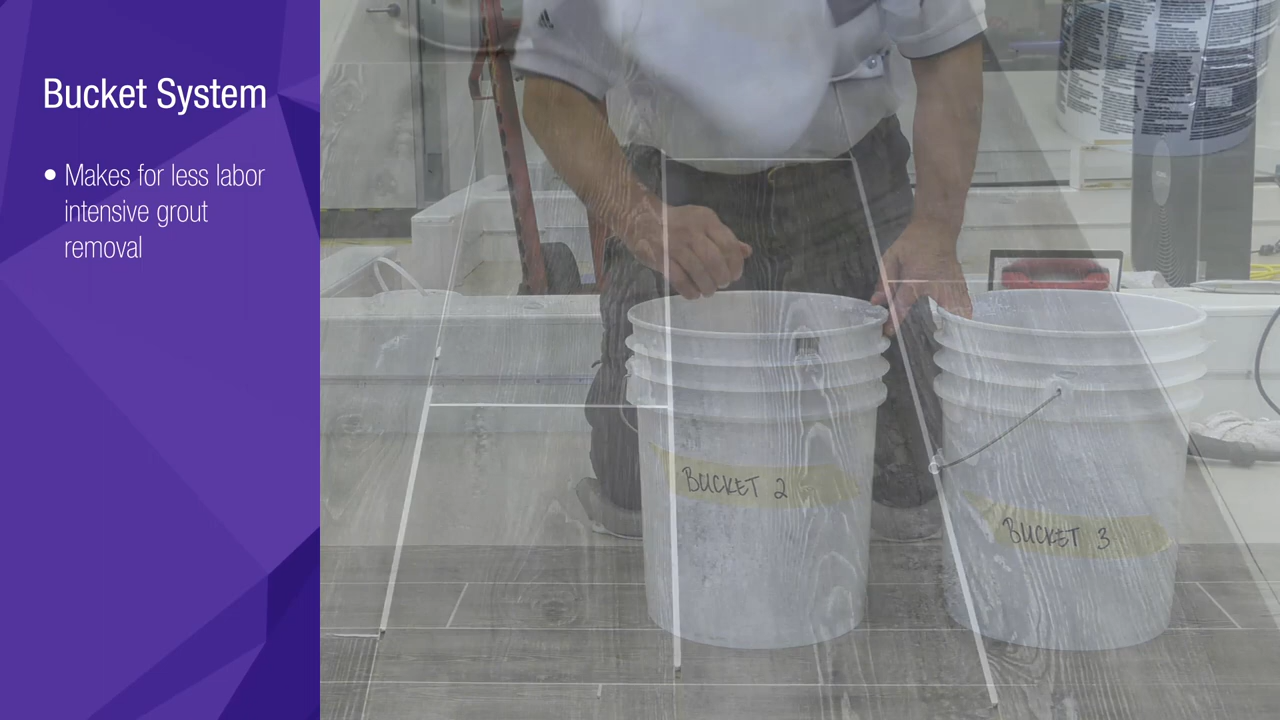 Bucket System
• Makes for less labor
intensive grout
removal
BUCKET 2
BUCKET 3